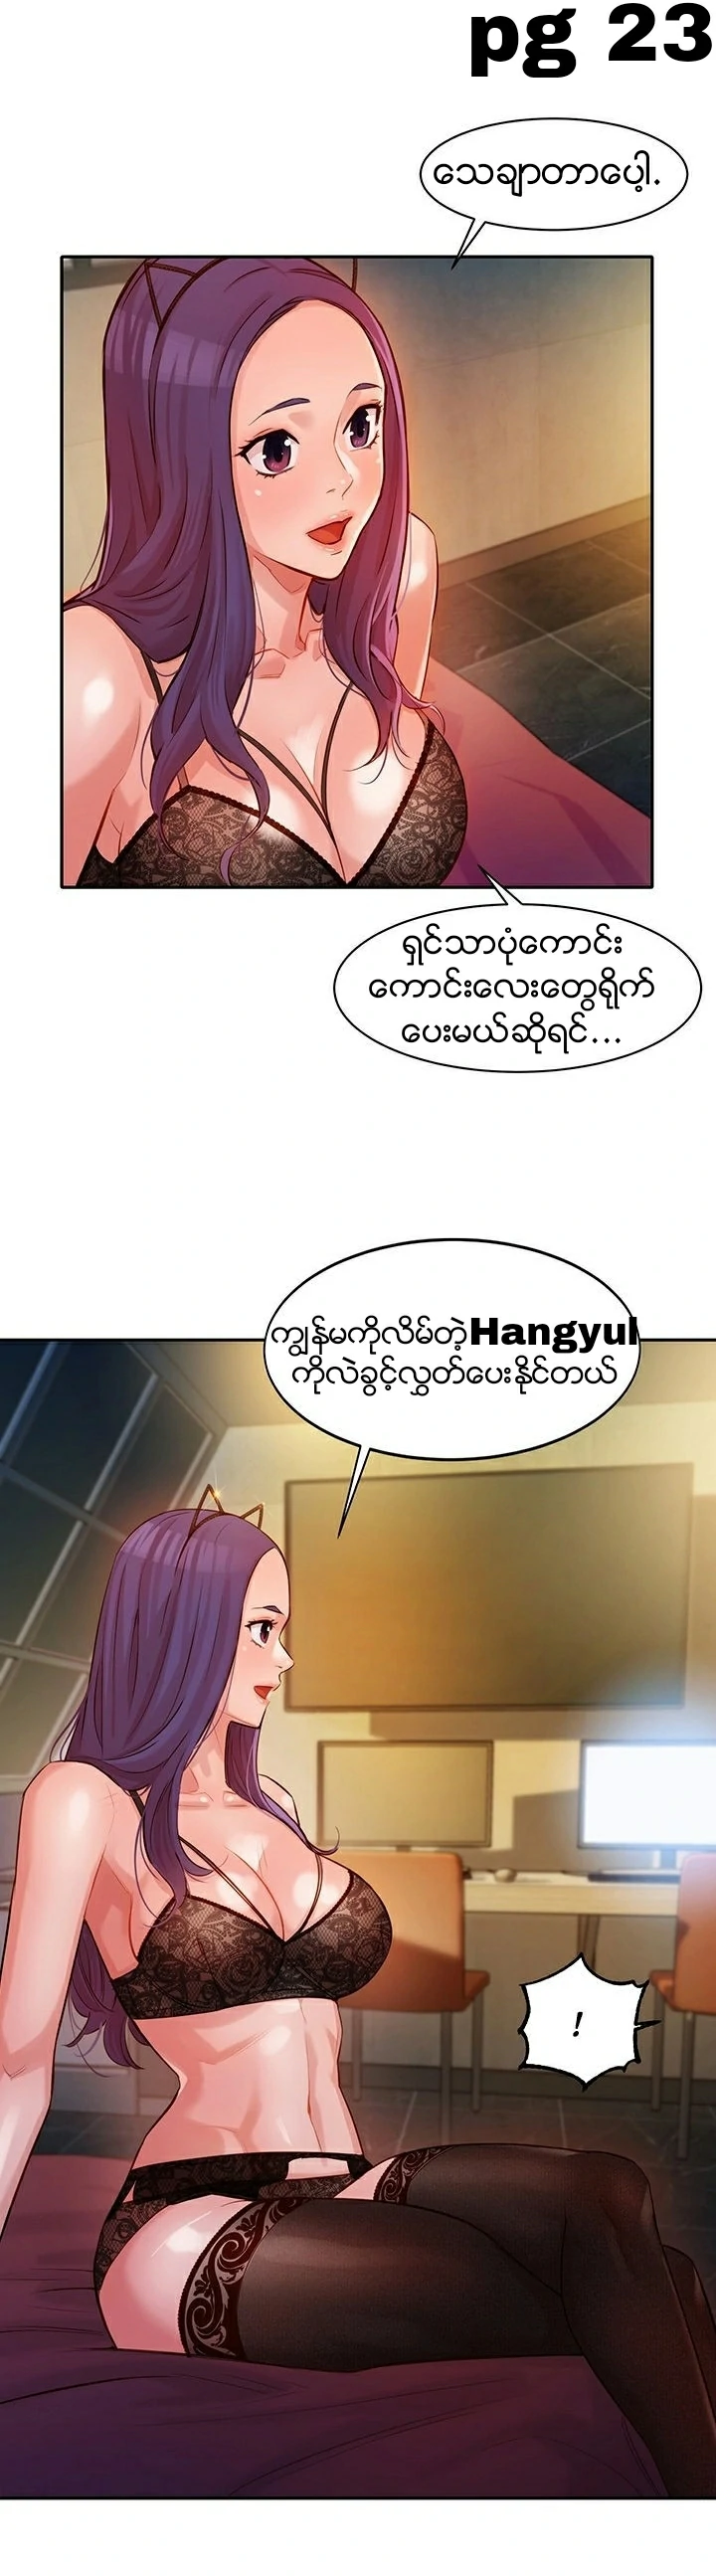 pg 23
သေချာတာပေါ့.
ရှင်သာပုံကောင်း
ကောင်းလေးတွေရိုက်
ပေးမယ်ဆိုရင်...
ကျွန်မကိုလိမ်တဲ့Hangyul
ကိုလဲခွင့်လွှတ်ပေးနိုင်တယ်
!